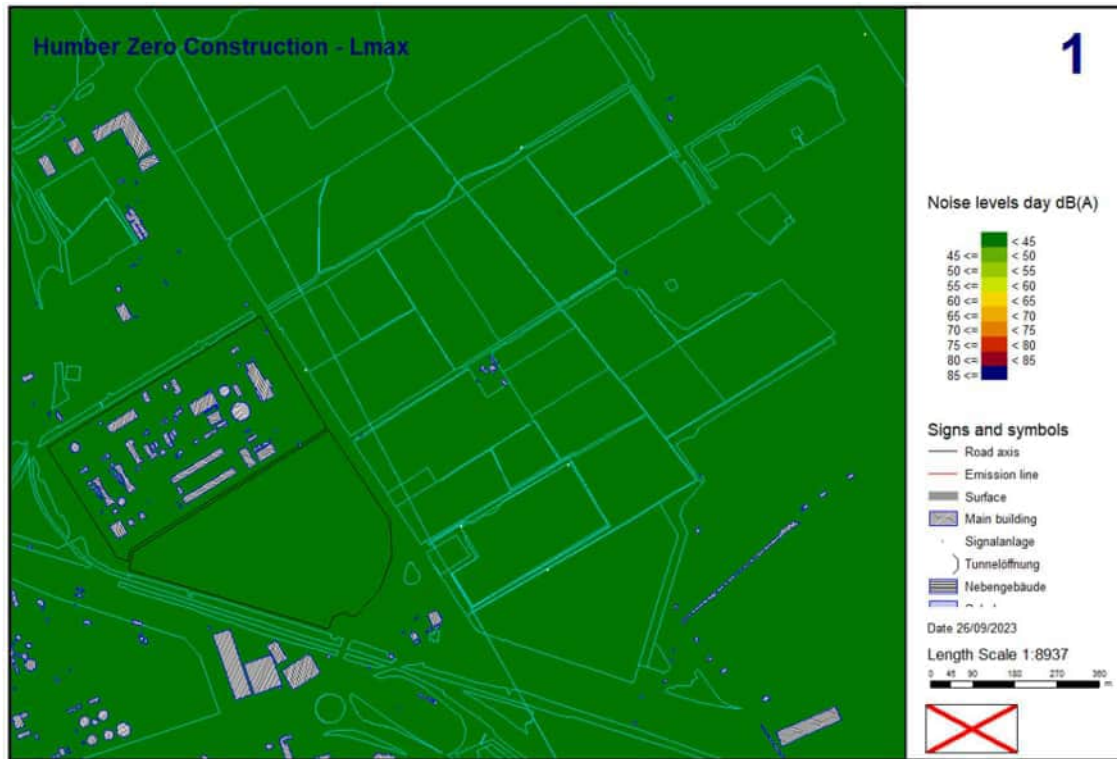 Humber Zero Construction - Lmax
1
Noise levels day dB(A)
< 45
45 <= < 50
50 <= < 55
55 <= < 60
60 <= < 65
65 <= < 70
70 <= < 75
75 <= < 80
80 <= < 85
85 <=
Signs and symbols
Road axis
Emission line
Surface
Main building
Signalanlage
Tunnelöffnung
Nebengebäude
Date 26/09/2023
Length Scale 1:8937
0 45 90 180 270 360
m